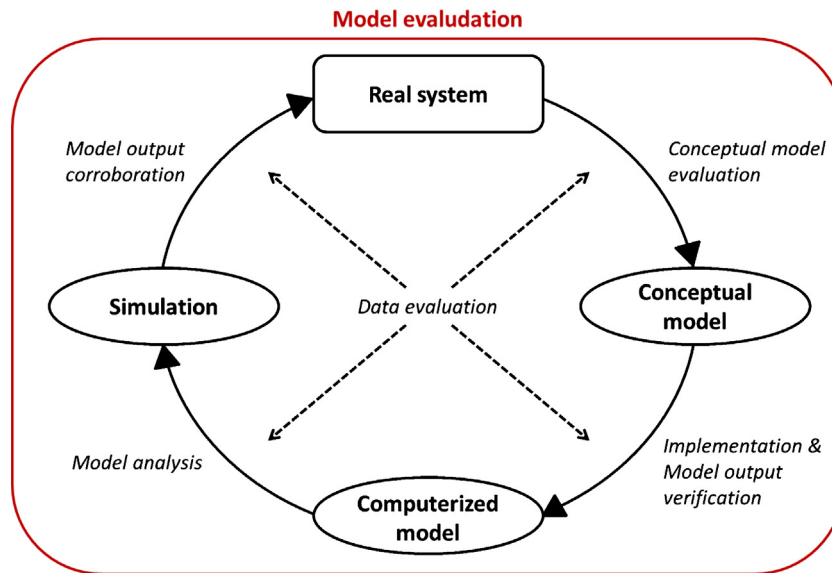 Model evaludation
Real system
Model output
corroboration
Conceptual model
evaluation
Simulation
Data evaluation
Conceptual
model
Model analysis
Implementation &
Model output
verification
Computerized
model